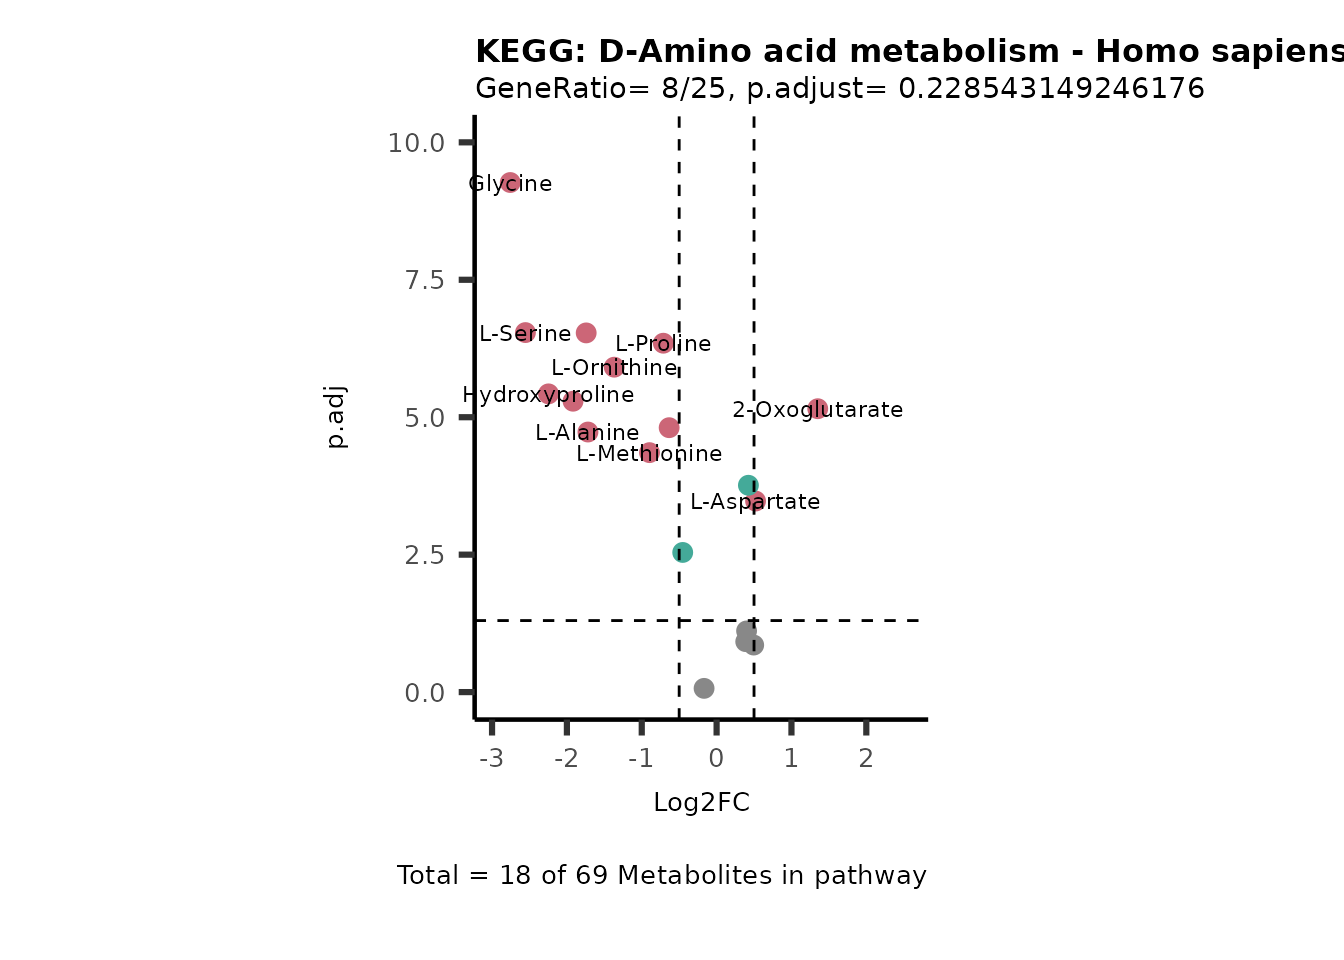 KEGG: D-Amino acid metabolism - Homo sapiens
GeneRatio= 8/25, p.adjust= 0.228543149246176
10.0
Glycine
7.5
L-Serine
L-Proline
L-Ornithine
Hydroxyproline
2-Oxoglutarate
5.0
L-Alanine
L-Methionine
L-Aspartate
2.5
0.0
p.adj
-3 -2 -1 0 1 2
Log2FC
Total = 18 of 69 Metabolites in pathway